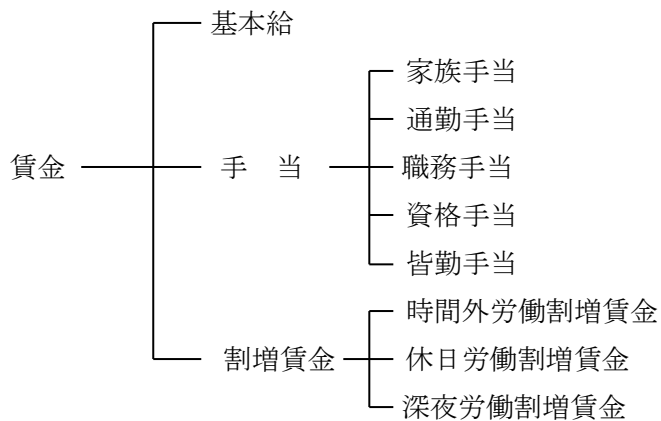 基本給
家族手当
通勤手当
賃金
手　当
職務手当
資格手当
皆勤手当
時間外労働割増賃金
割増賃金
休日労働割増賃金
深夜労働割増賃金